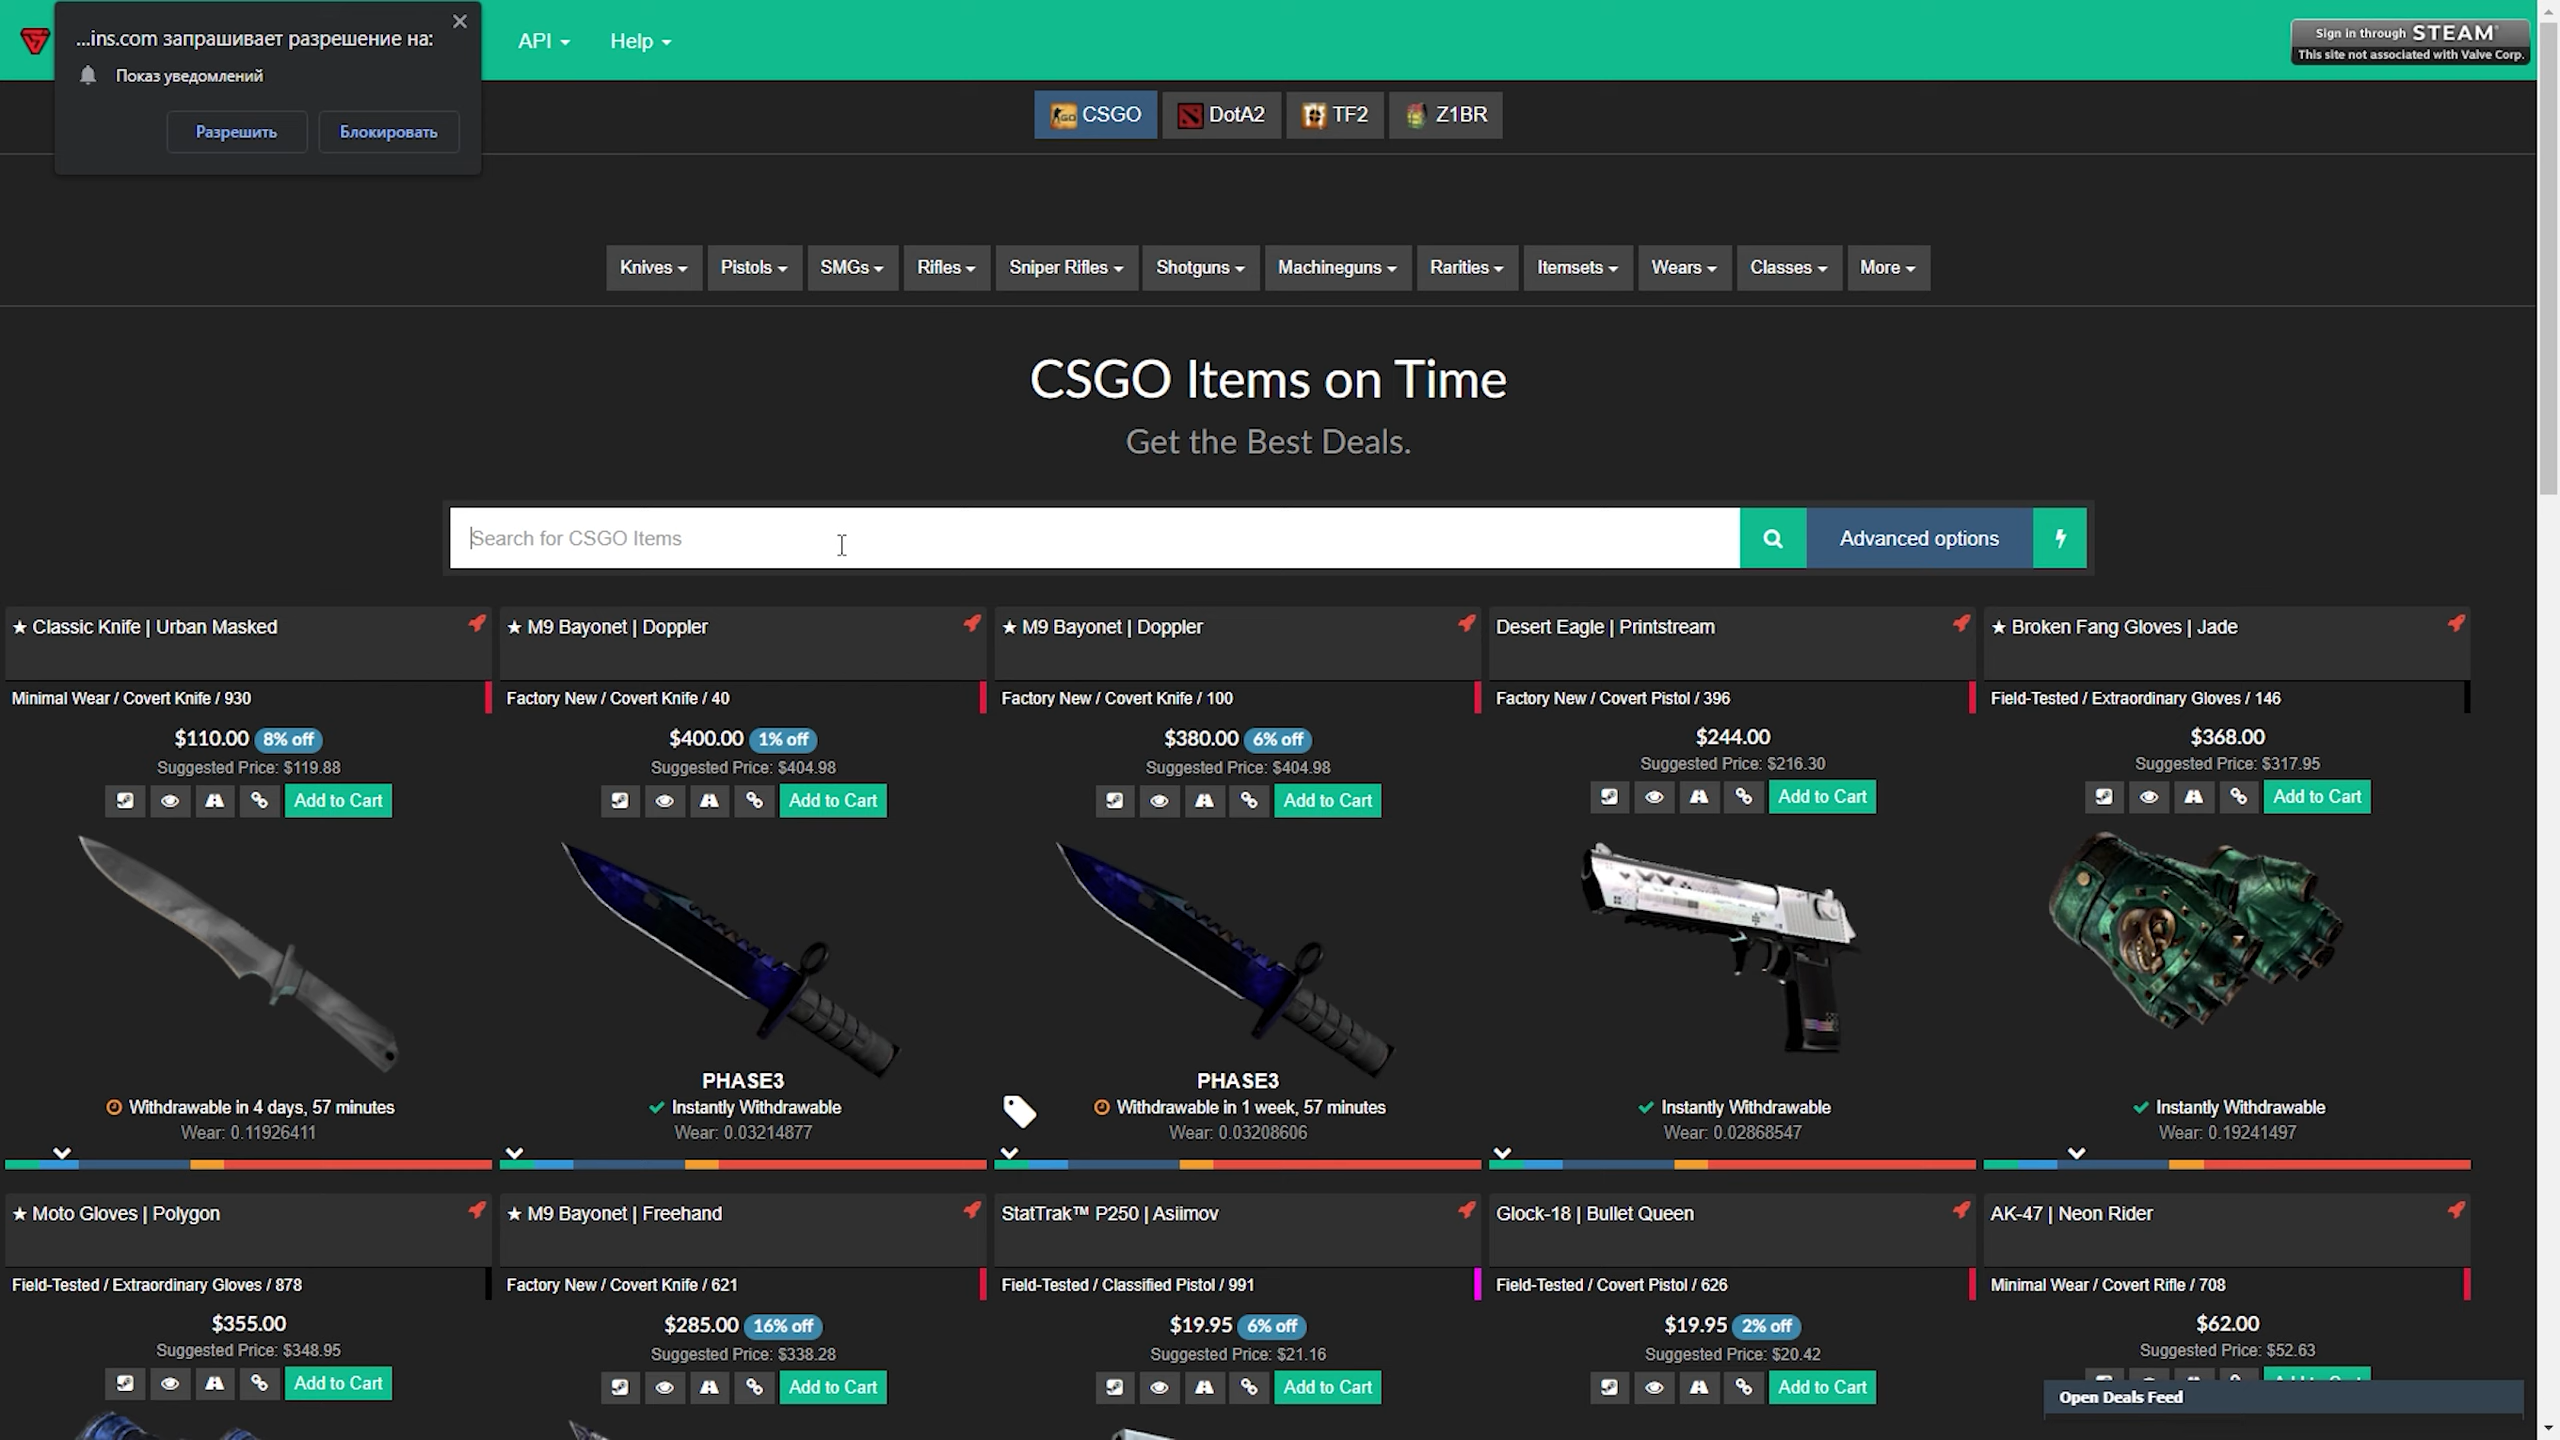 ...ins.com запрашивает разрешение на:
Показ уведомлений
Разрешить Блокировать
API Help
Sign in through STEAM
This site not associated with Valve Corp.
CSGO DotA2 TF2 Z1BR
Knives Pistols SMGs Rifles Sniper Rifles Shotguns Machineguns Rarities Itemsets Wears Classes More
CSGO Items on Time
Get the Best Deals.
Search for CSGO Items
Advanced options
★ Classic Knife | Urban Masked
Minimal Wear / Covert Knife / 930
$110.00 8% off
Suggested Price: $119.88
Add to Cart
Withdrawable in 4 days, 57 minutes
Wear: 0.11926411
★ M9 Bayonet | Doppler
Factory New / Covert Knife / 40
$400.00 1% off
Suggested Price: $404.98
Add to Cart
PHASE3
Instantly Withdrawable
Wear: 0.03214877
★ M9 Bayonet | Doppler
Factory New / Covert Knife / 100
$380.00 6% off
Suggested Price: $404.98
Add to Cart
PHASE3
Withdrawable in 1 week, 57 minutes
Wear: 0.03208606
Desert Eagle | Printstream
Factory New / Covert Pistol / 396
$244.00
Suggested Price: $216.30
Add to Cart
Instantly Withdrawable
Wear: 0.02868547
★ Broken Fang Gloves | Jade
Field-Tested / Extraordinary Gloves / 146
$368.00
Suggested Price: $317.95
Add to Cart
Instantly Withdrawable
Wear: 0.19241497
★ Moto Gloves | Polygon
Field-Tested / Extraordinary Gloves / 878
$355.00
Suggested Price: $348.95
Add to Cart
★ M9 Bayonet | Freehand
Factory New / Covert Knife / 621
$285.00 16% off
Suggested Price: $338.28
Add to Cart
StatTrak™ P250 | Asiimov
Field-Tested / Classified Pistol / 991
$19.95 6% off
Suggested Price: $21.16
Add to Cart
Glock-18 | Bullet Queen
Field-Tested / Covert Pistol / 626
$19.95 2% off
Suggested Price: $20.42
Add to Cart
AK-47 | Neon Rider
Minimal Wear / Covert Rifle / 708
$62.00
Suggested Price: $52.63
Open Deals Feed